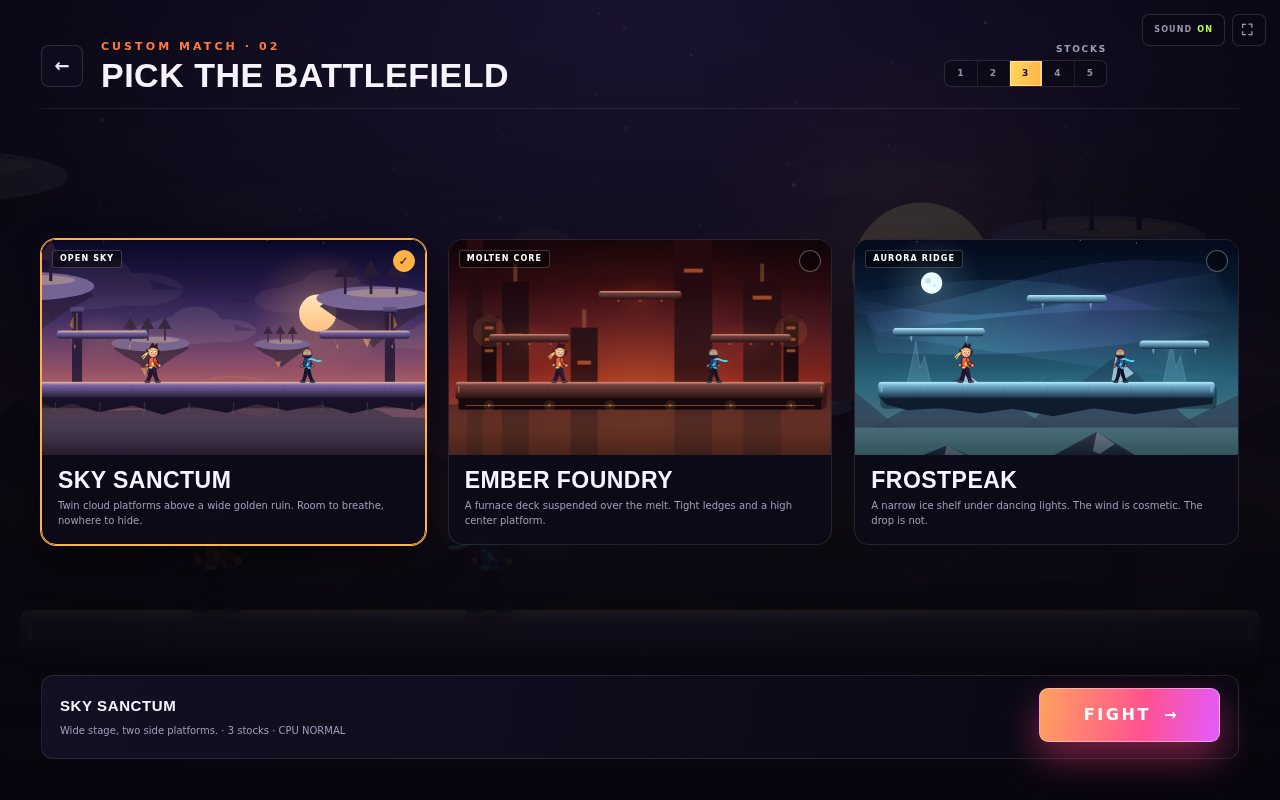 SOUND ON
CUSTOM MATCH · 02
PICK THE BATTLEFIELD
STOCKS
1 2 3 4 5
OPEN SKY
SKY SANCTUM
Twin cloud platforms above a wide golden ruin. Room to breathe,
nowhere to hide.
MOLTEN CORE
EMBER FOUNDRY
A furnace deck suspended over the melt. Tight ledges and a high
center platform.
AURORA RIDGE
FROSTPEAK
A narrow ice shelf under dancing lights. The wind is cosmetic. The
drop is not.
SKY SANCTUM
Wide stage, two side platforms. · 3 stocks · CPU NORMAL
FIGHT →